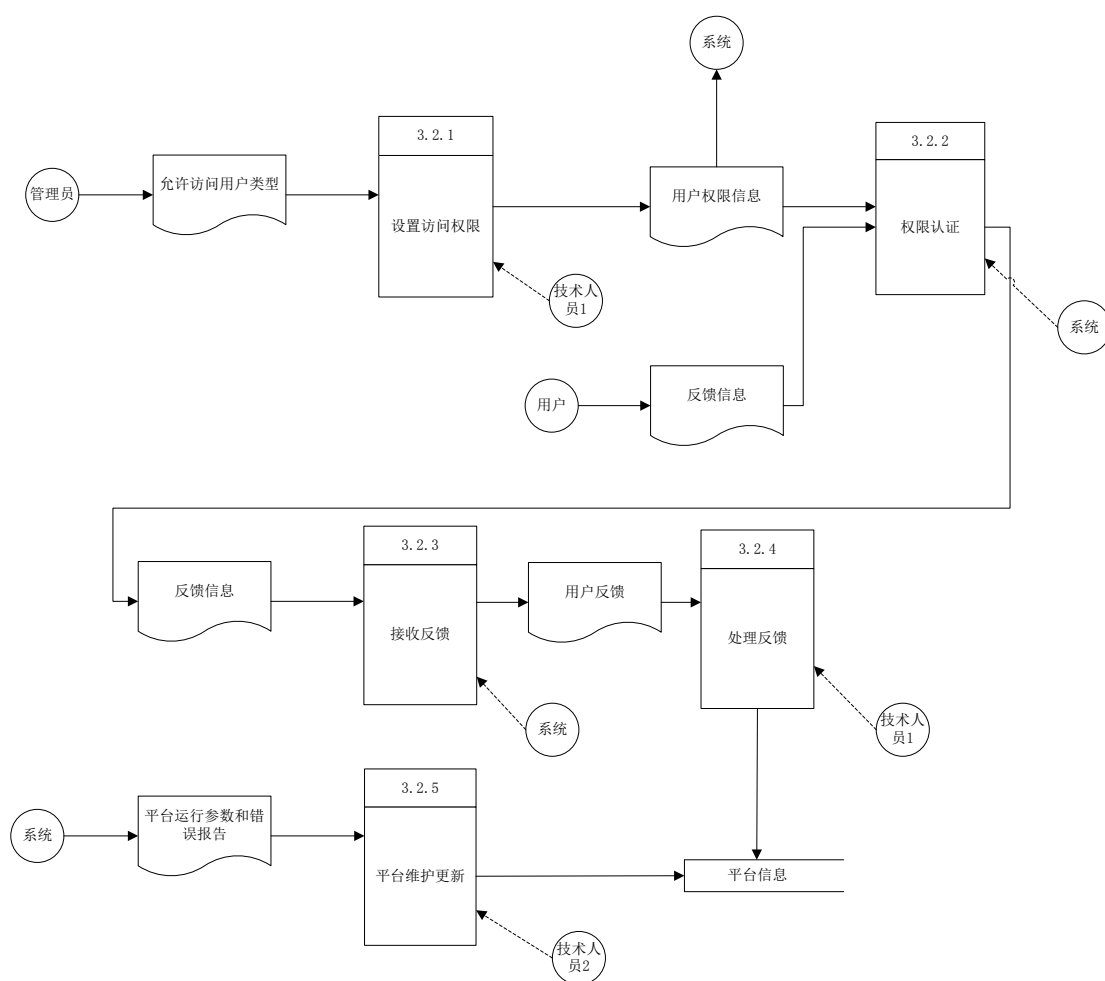 系统
3.2.1
3.2.2
管理员
允许访问用户类型
设置访问权限
用户权限信息
权限认证
技术人
员1
系统
用户
反馈信息
3.2.3
3.2.4
反馈信息
用户反馈
接收反馈
处理反馈
系统
技术人
员1
3.2.5
系统
平台运行参数和错
误报告
平台维护更新
平台信息
技术人
员2